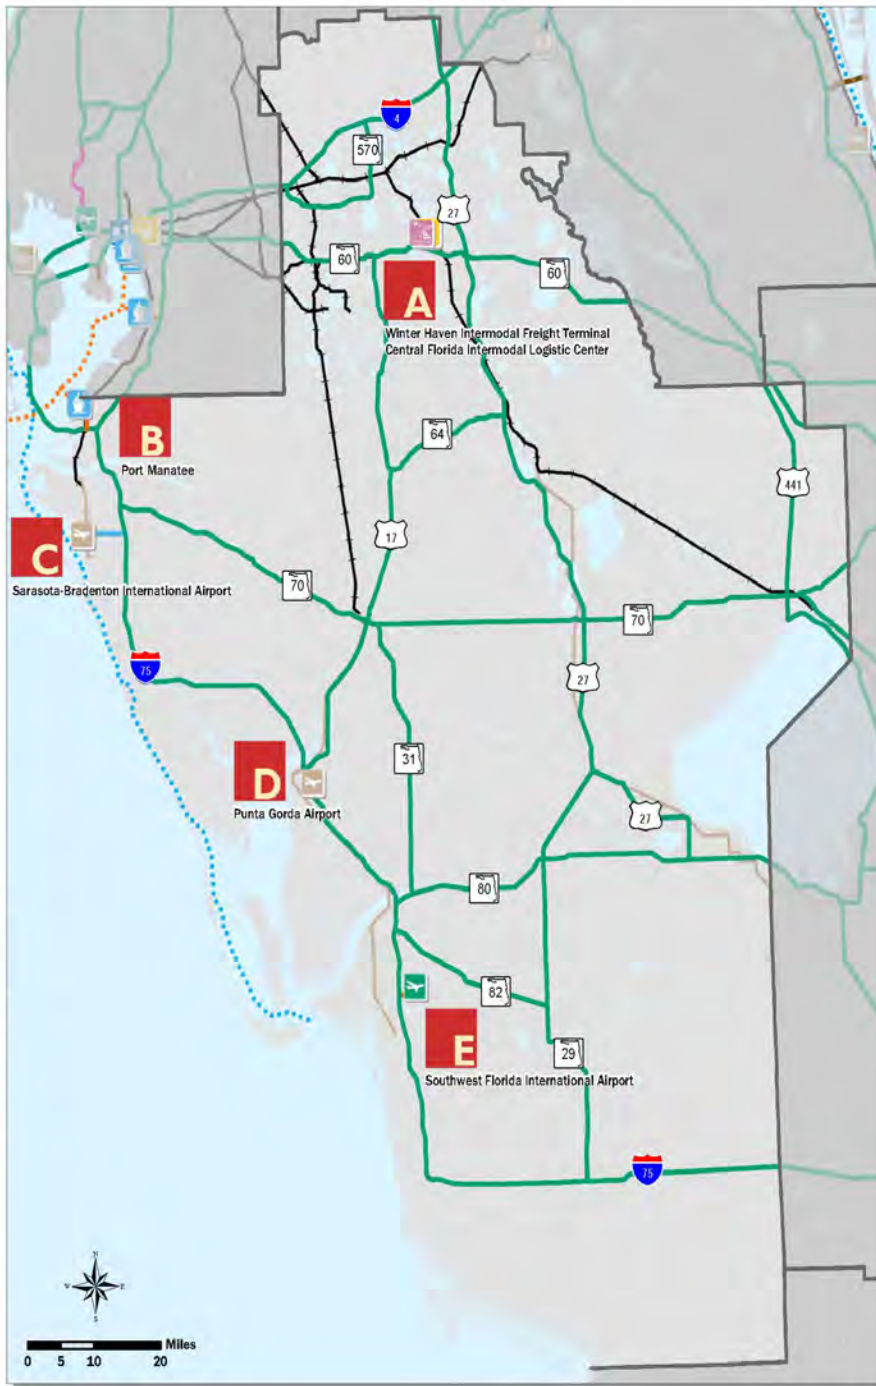 4
570
27
60
60
A
Winter Haven Intermodal Freight Terminal
Central Florida Intermodal Logistic Center
B
Port Manatee
64
441
17
C
Sarasota-Bradenton International Airport
70
70
75
27
31
D
Punta Gorda Airport
27
80
82
E
Southwest Florida International Airport
29
75
N
W E
S
Miles
0 5 10 20